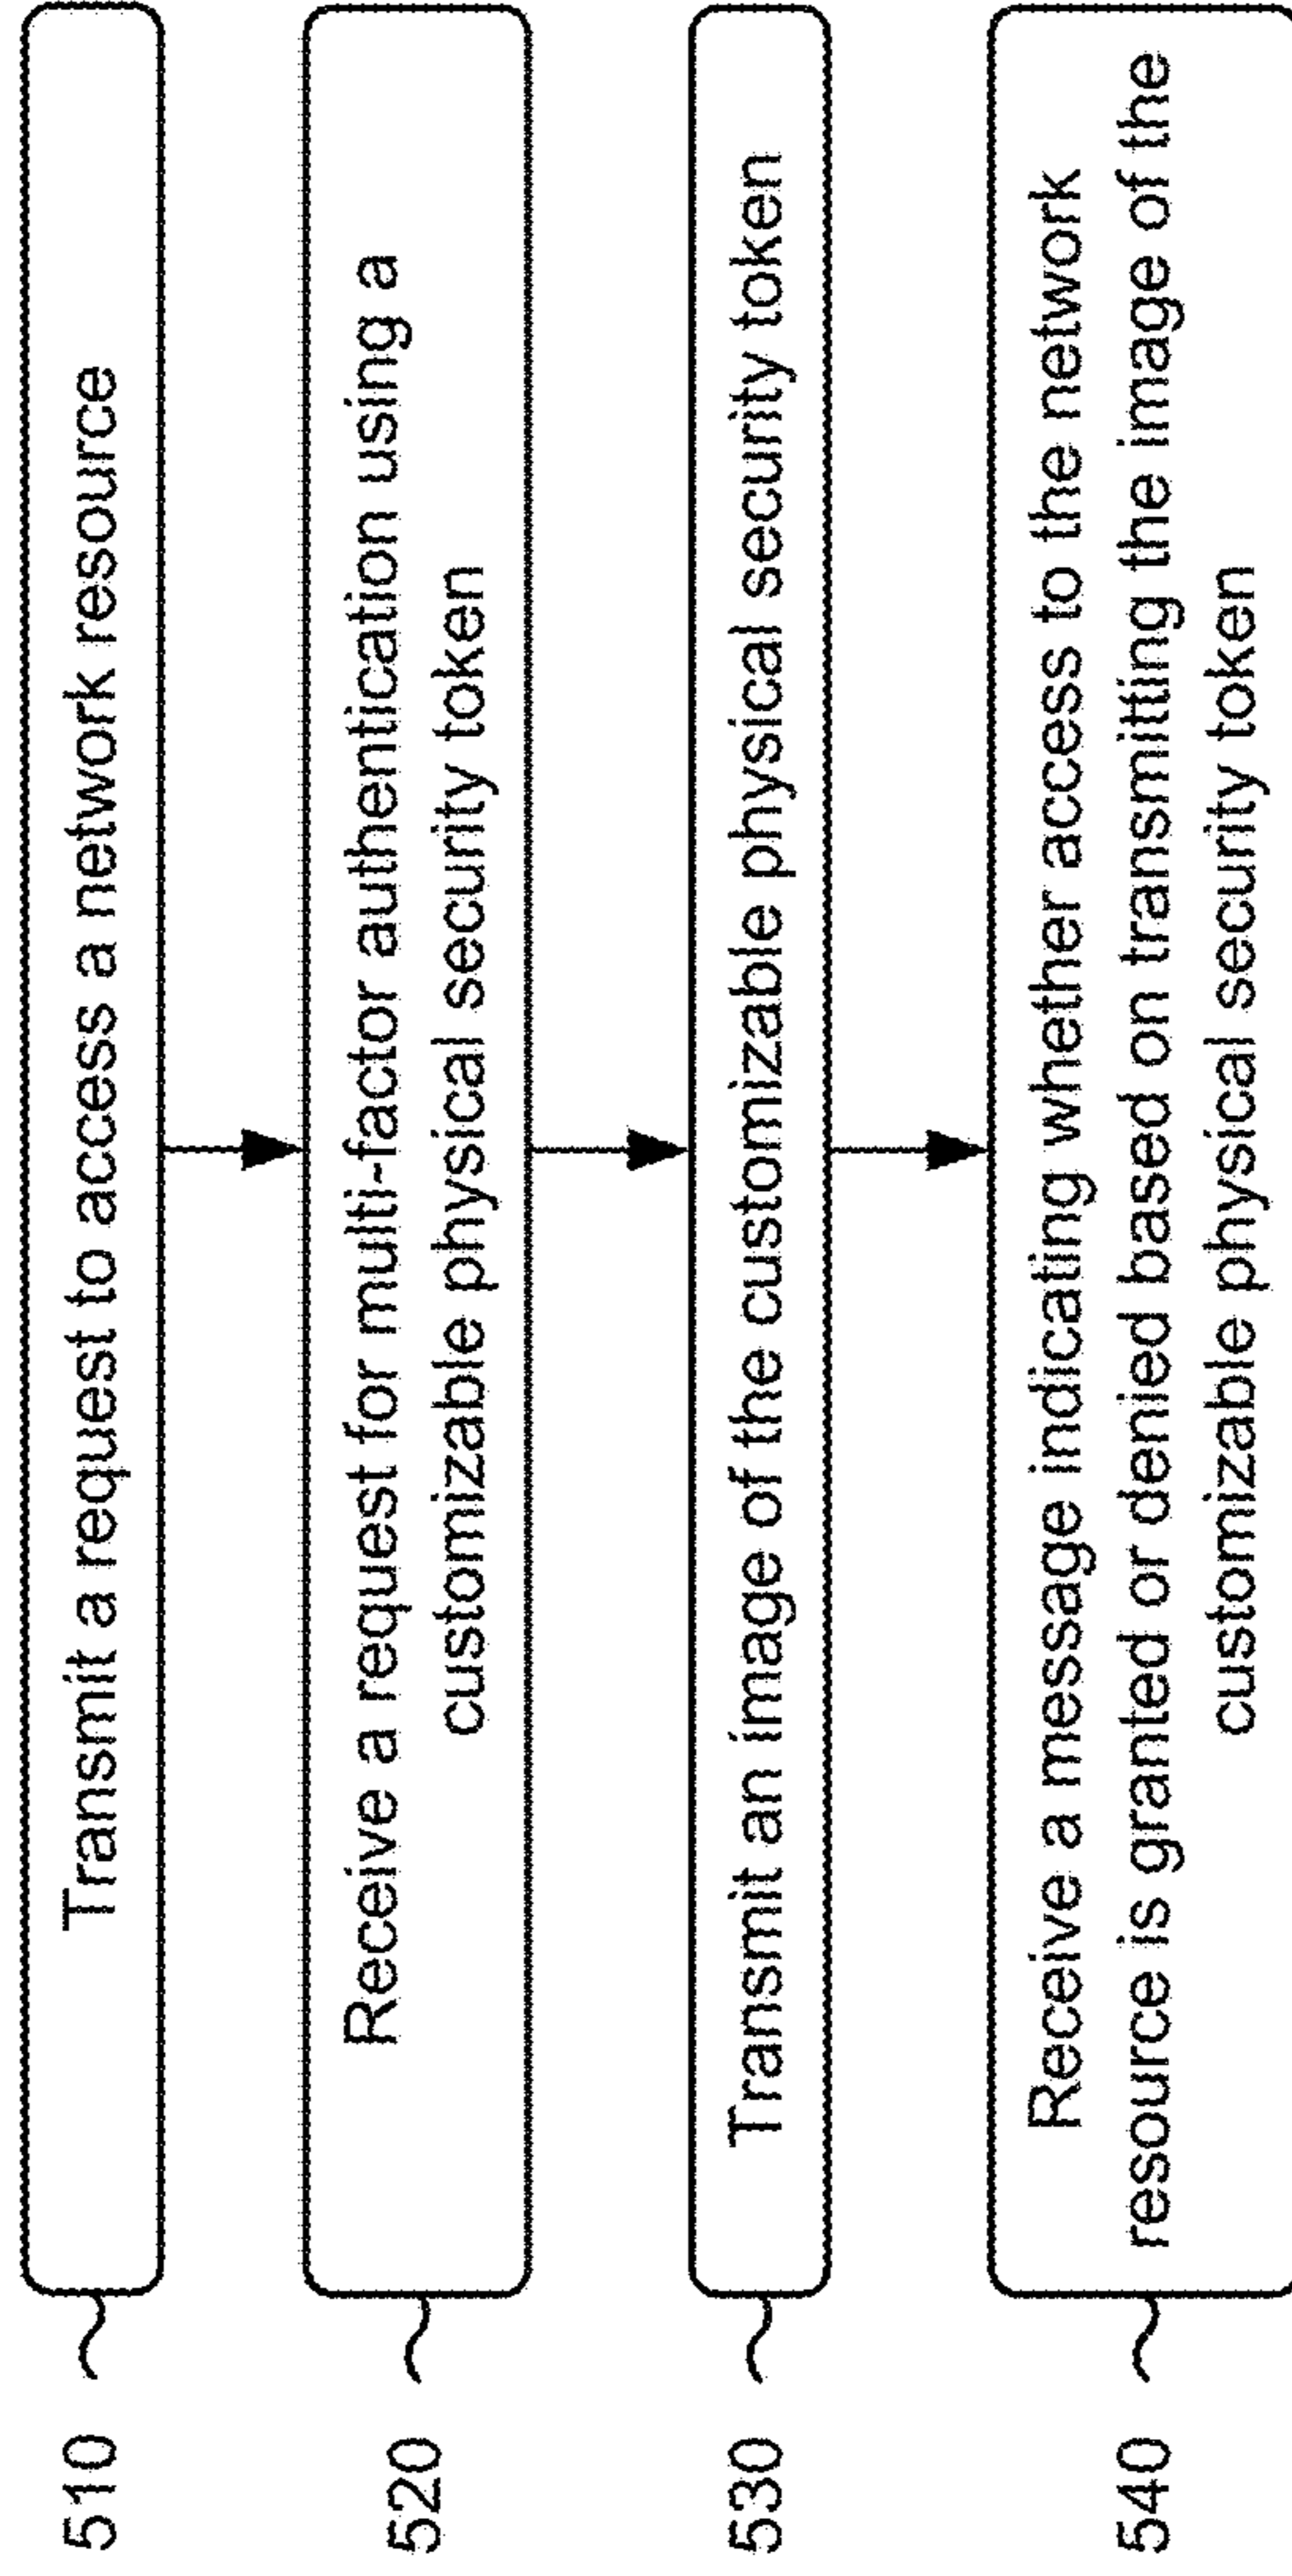 510
Transmit a request to access a network resource
520
Receive a request for multi-factor authentication using a
customizable physical security token
530
Transmit an image of the customizable physical security token
540
Receive a message indicating whether access to the network
resource is granted or denied based on transmitting the image of the
customizable physical security token